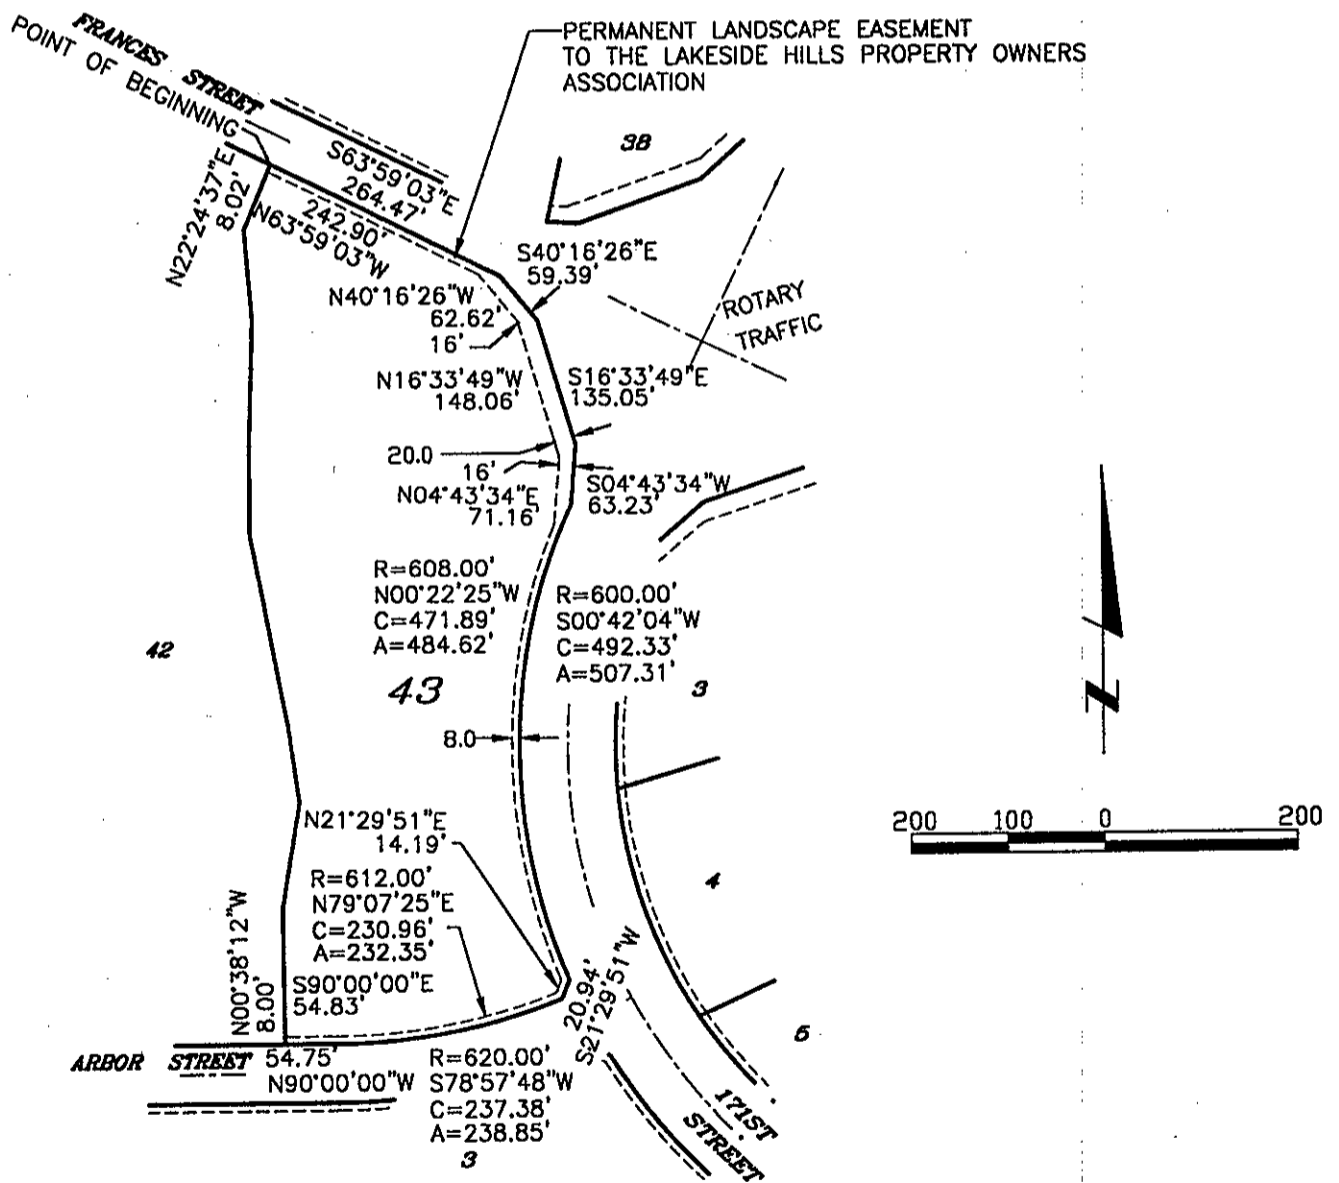 FRANCES STREET
POINT OF BEGINNING
PERMANENT LANDSCAPE EASEMENT
TO THE LAKESIDE HILLS PROPERTY OWNERS
ASSOCIATION
38
S63°59'03"E
264.47'
N22°24'37"E
8.02'
242.90'
N63°59'03"W
S40°16'26"E
59.39'
N40°16'26"W
62.62'
16'
ROTARY
TRAFFIC
N16°33'49"W
148.06'
S16°33'49"E
135.05'
20.0
16'
N04°43'34"E
71.16'
S04°43'34"W
63.23'
R=608.00'
N00°22'25"W
C=471.89'
A=484.62'
R=600.00'
S00°42'04"W
C=492.33'
A=507.31'
42
43
3
8.0
N
200 100 0 200
N21°29'51"E
14.19'
R=612.00'
N79°07'25"E
C=230.96'
A=232.35'
4
N00°38'12"W
8.00'
S90°00'00"E
54.83'
20.94'
S21°29'51"W
5
ARBOR STREET
54.75'
N90°00'00"W
R=620.00'
S78°57'48"W
C=237.38'
A=238.85'
3
171ST
STREET